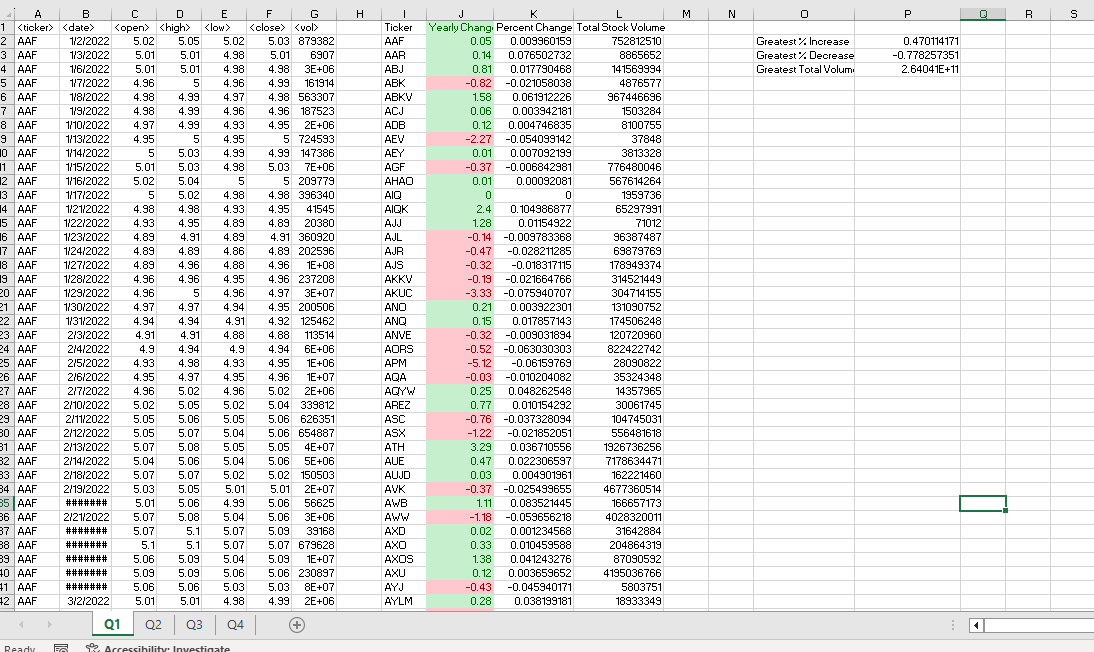 A B C D E F G H I J K L M N O P Q R S
1 <ticker> <date> <open> <high> <low> <close> <vol> Ticker Yearly Chang Percent Change Total Stock Volume
2 AAF 1/2/2022 5.02 5.05 5.02 5.03 879382 AAF 0.05 0.009960159 752812510 Greatest % Increase 0.470114171
3 AAF 1/3/2022 5.01 5.01 4.98 5.01 6907 AAR 0.14 0.076502732 8865652 Greatest % Decrease -0.778257351
4 AAF 1/6/2022 5.01 5.01 4.98 4.98 3E+06 ABJ 0.81 0.017790468 141569994 Greatest Total Volum 2.64041E+11
5 AAF 1/7/2022 4.96 5 4.96 4.99 161914 ABK -0.82 -0.021058038 4876577
6 AAF 1/8/2022 4.98 4.99 4.97 4.98 563307 ABKV 1.58 0.061912226 967446696
7 AAF 1/9/2022 4.98 4.99 4.96 4.96 187523 ACJ 0.06 0.003942181 1503284
8 AAF 1/10/2022 4.97 4.99 4.93 4.95 2E+06 ADB 0.12 0.004746835 8100755
9 AAF 1/13/2022 4.95 5 4.95 5 724593 AEV -2.27 -0.054099142 37848
10 AAF 1/14/2022 5 5.03 4.99 4.99 147386 AEY 0.01 0.007092199 3813328
11 AAF 1/15/2022 5.01 5.03 4.98 5.03 7E+06 AGF -0.37 -0.006842981 776480046
12 AAF 1/16/2022 5.02 5.04 5 5 209779 AHAO 0.01 0.00092081 567614264
13 AAF 1/17/2022 5 5.02 4.98 4.98 396340 AIQ 0 0 1959736
14 AAF 1/21/2022 4.98 4.98 4.93 4.95 41545 AIQK 2.4 0.104986877 65297991
15 AAF 1/22/2022 4.93 4.95 4.89 4.89 20380 AJJ 1.28 0.01154922 71012
16 AAF 1/23/2022 4.89 4.91 4.89 4.91 360920 AJL -0.14 -0.009783368 96387487
17 AAF 1/24/2022 4.89 4.89 4.86 4.89 202596 AJR -0.47 -0.028211285 69879769
18 AAF 1/27/2022 4.89 4.96 4.88 4.96 1E+08 AJS -0.32 -0.018317115 178949374
19 AAF 1/28/2022 4.96 4.96 4.95 4.96 237208 AKKV -0.19 -0.021664766 314521449
20 AAF 1/29/2022 4.96 5 4.96 4.97 3E+07 AKUC -3.33 -0.075940707 304714155
21 AAF 1/30/2022 4.97 4.97 4.94 4.95 200506 ANO 0.21 0.003922301 131090752
22 AAF 1/31/2022 4.94 4.94 4.91 4.92 125462 ANQ 0.15 0.017857143 174506248
23 AAF 2/3/2022 4.91 4.91 4.88 4.88 113514 ANVE -0.32 -0.009031894 120720960
24 AAF 2/4/2022 4.9 4.94 4.9 4.94 6E+06 AORS -0.52 -0.063030303 822422742
25 AAF 2/5/2022 4.93 4.98 4.93 4.95 1E+06 APM -5.12 -0.06159769 28090822
26 AAF 2/6/2022 4.95 4.97 4.95 4.96 1E+07 AQA -0.03 -0.010204082 35324348
27 AAF 2/7/2022 4.96 5.02 4.96 5.02 2E+06 AQYW 0.25 0.048262548 14357965
28 AAF 2/10/2022 5.02 5.05 5.02 5.04 339812 AREZ 0.77 0.010154292 30061745
29 AAF 2/11/2022 5.05 5.06 5.05 5.06 626351 ASC -0.76 -0.037328094 104745031
30 AAF 2/12/2022 5.05 5.07 5.04 5.06 654887 ASX -1.22 -0.021852051 556481618
31 AAF 2/13/2022 5.07 5.08 5.05 5.05 4E+07 ATH 3.29 0.036710556 1926736256
32 AAF 2/14/2022 5.04 5.06 5.04 5.06 5E+06 AUE 0.47 0.022306597 7178634471
33 AAF 2/18/2022 5.07 5.07 5.02 5.02 150503 AUJD 0.03 0.004901961 162221460
34 AAF 2/19/2022 5.03 5.05 5.01 5.01 2E+07 AVK -0.37 -0.025499655 4677360514
35 AAF ####### 5.01 5.06 4.99 5.06 56625 AWB 1.11 0.083521445 166657173
36 AAF 2/21/2022 5.07 5.08 5.04 5.06 3E+06 AWW -1.18 -0.059656218 4028320011
37 AAF ####### 5.07 5.1 5.07 5.09 39168 AXD 0.02 0.001234568 31642884
38 AAF ####### 5.1 5.1 5.07 5.07 679628 AXO 0.33 0.010459588 204864319
39 AAF ####### 5.06 5.09 5.04 5.09 1E+07 AXOS 1.38 0.041243276 87090592
40 AAF ####### 5.09 5.09 5.06 5.06 230897 AXU 0.12 0.003659652 4195036766
41 AAF ####### 5.06 5.06 5.03 5.03 8E+07 AYJ -0.43 -0.045940171 5803751
42 AAF 3/2/2022 5.01 5.01 4.98 4.99 2E+06 AYLM 0.28 0.038199181 18933349
Q1 Q2 Q3 Q4
Ready Accessibility: Investigate